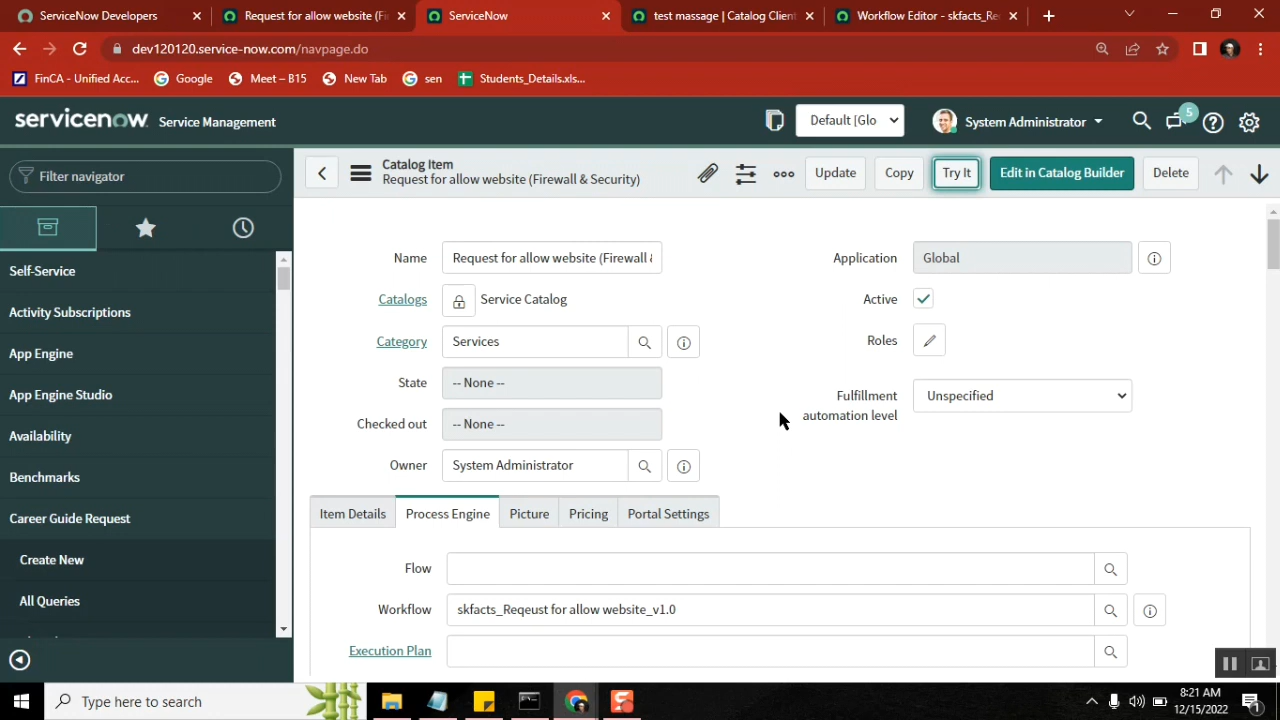 ServiceNow Developers
Request for allow website (Fi
ServiceNow
test massage | Catalog Client
Workflow Editor - skfacts_Re
dev120120.service-now.com/navpage.do
FinCA - Unified Acc...
Google
Meet – B15
New Tab
sen
Students_Details.xls...
servicenow Service Management
Default [Glo
System Administrator
5
Filter navigator
Catalog Item
Request for allow website (Firewall & Security)
Update
Copy
Try It
Edit in Catalog Builder
Delete
Self-Service
Activity Subscriptions
App Engine
App Engine Studio
Availability
Benchmarks
Career Guide Request
Create New
All Queries
Name
Request for allow website (Firewall &
Catalogs
Service Catalog
Category
Services
State
-- None --
Checked out
-- None --
Owner
System Administrator
Application
Global
Active
Roles
Fulfillment
automation level
Unspecified
Item Details
Process Engine
Picture
Pricing
Portal Settings
Flow
Workflow
skfacts_Reqeust for allow website_v1.0
Execution Plan
Type here to search
8:21 AM
12/15/2022
1